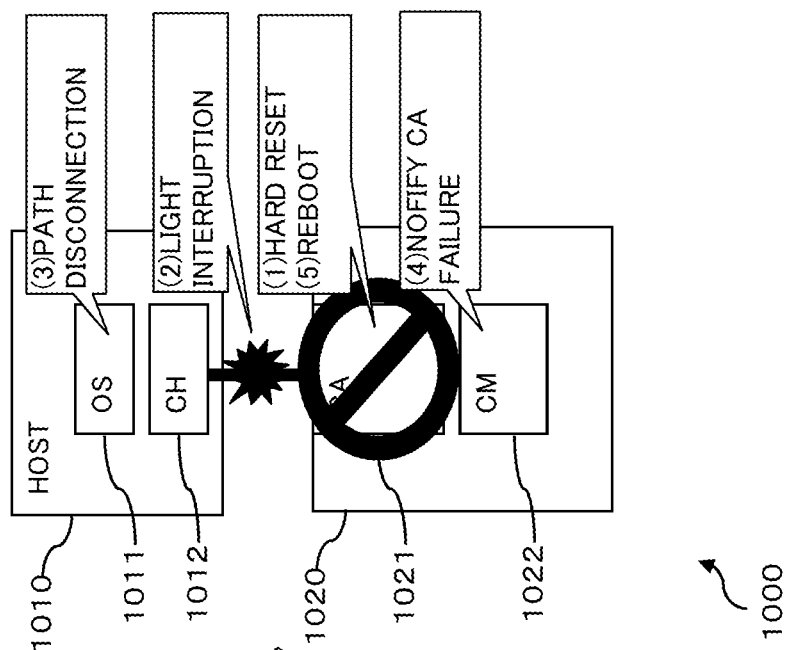 (3)PATH
DISCONNECTION
(2)LIGHT
INTERRUPTION
(1)HARD RESET
(5)REBOOT
(4)NOFIFY CA
FAILURE
HOST
OS
CH
CM
1010
1011
1012
1020
1021
1022
1000